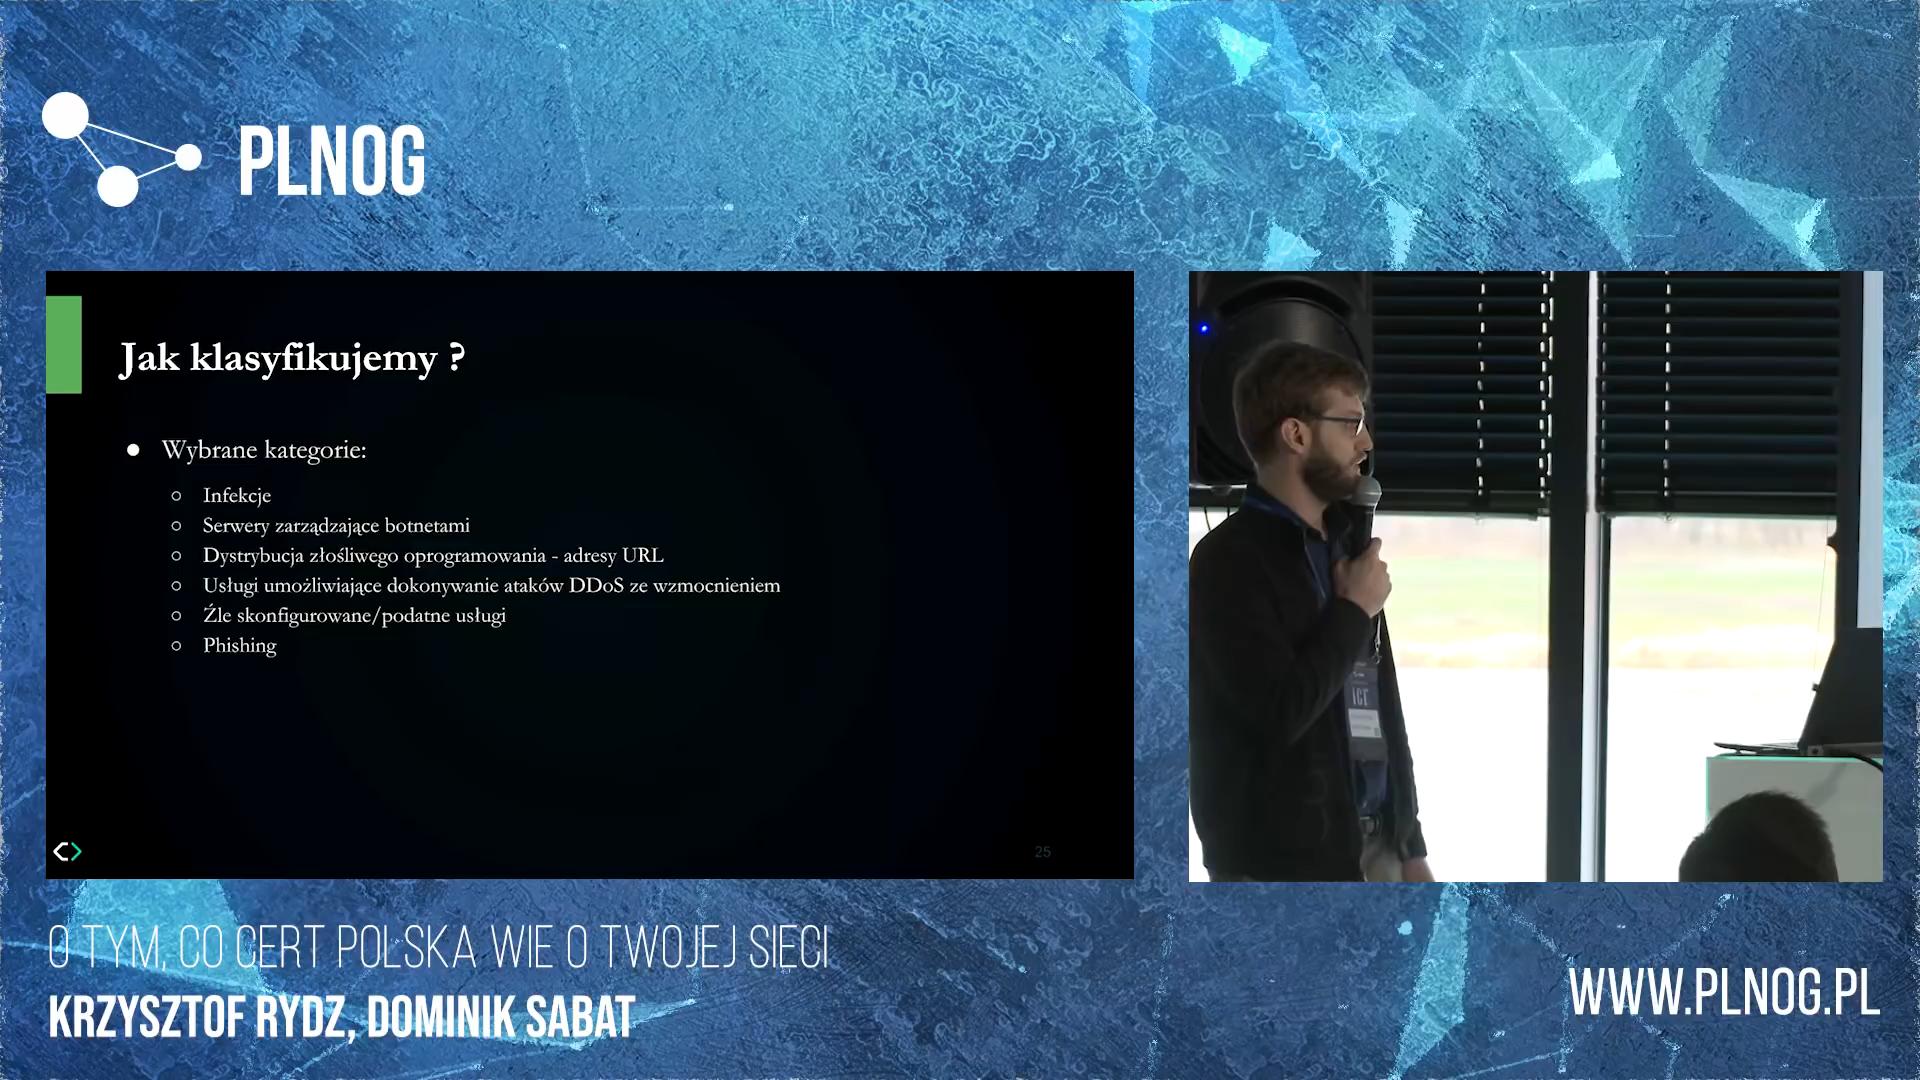 PLNOG
Jak klasyfikujemy ?
Wybrane kategorie:
Infekcje
Serwery zarządzające botnetami
Dystrybucja złośliwego oprogramowania - adresy URL
Usługi umożliwiające dokonywanie ataków DDoS ze wzmocnieniem
Źle skonfigurowane/podatne usługi
Phishing
25
O TYM, CO CERT POLSKA WIE O TWOJEJ SIECI
KRZYSZTOF RYDZ, DOMINIK SABAT
WWW.PLNOG.PL